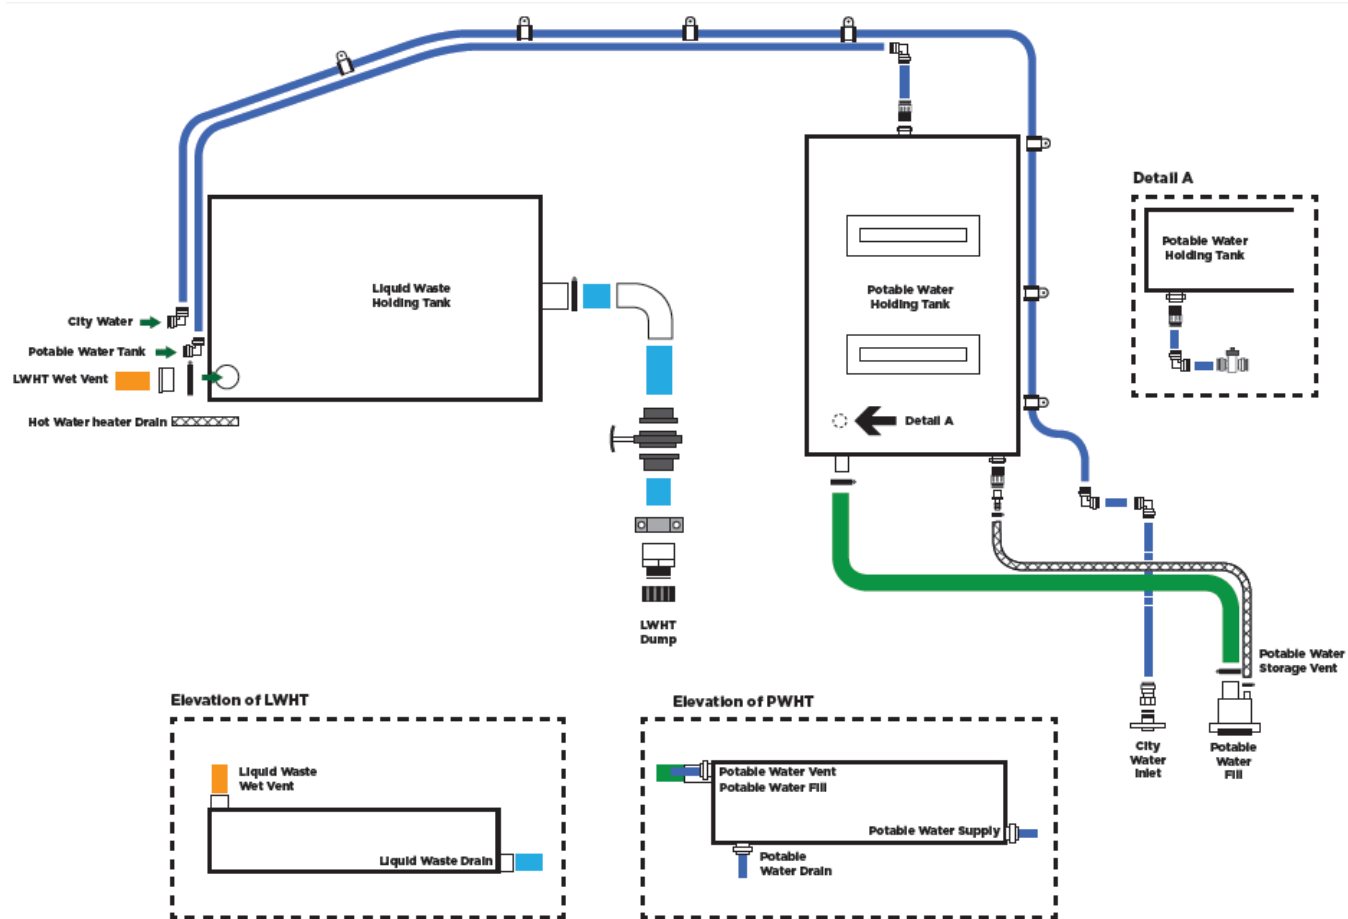 Detail A
Potable Water
Holding Tank
Liquid Waste
Holding Tank
Potable Water
Holding Tank
City Water
Potable Water Tank
LWHT Wet Vent
Hot Water heater Drain
Detail A
LWHT
Dump
Potable Water
Storage Vent
City
Water
Inlet
Potable
Water
Fill
Elevation of LWHT
Liquid Waste
Wet Vent
Liquid Waste Drain
Elevation of PWHT
Potable Water Vent
Potable Water Fill
Potable Water Supply
Potable
Water Drain